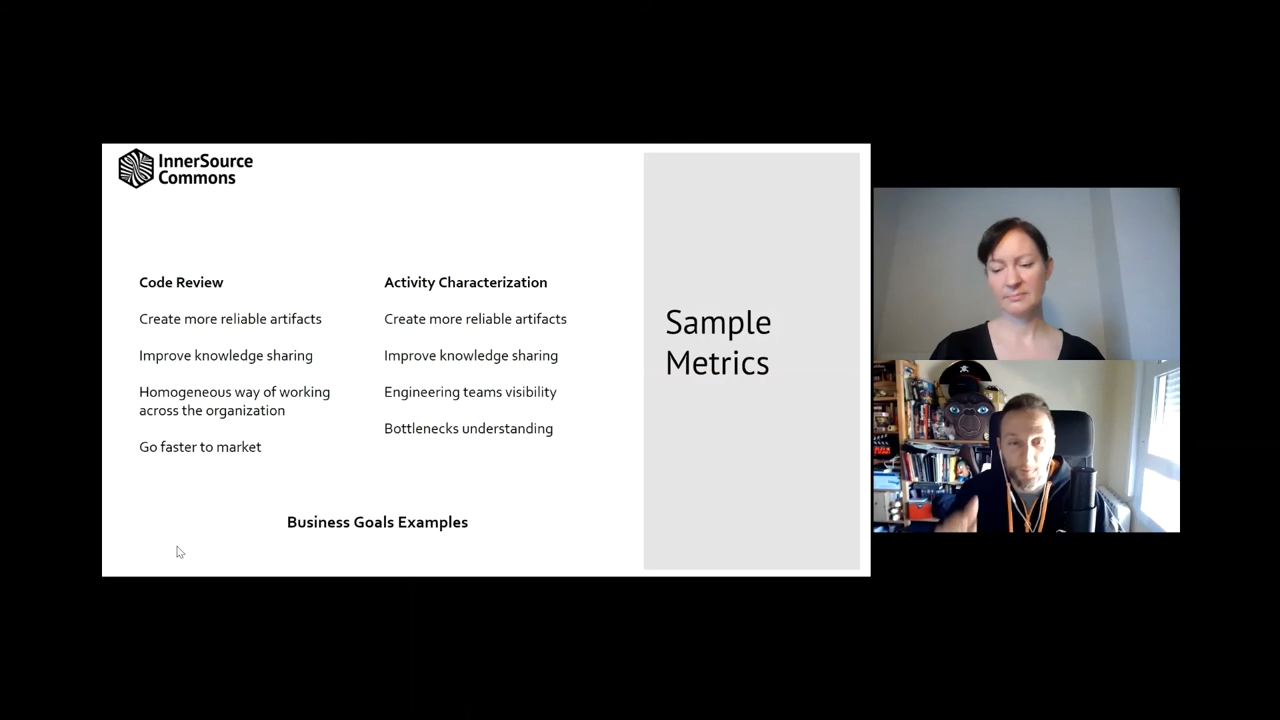 InnerSource
Commons
Code Review
Create more reliable artifacts
Improve knowledge sharing
Homogeneous way of working
across the organization
Go faster to market
Activity Characterization
Create more reliable artifacts
Improve knowledge sharing
Engineering teams visibility
Bottlenecks understanding
Business Goals Examples
Sample
Metrics